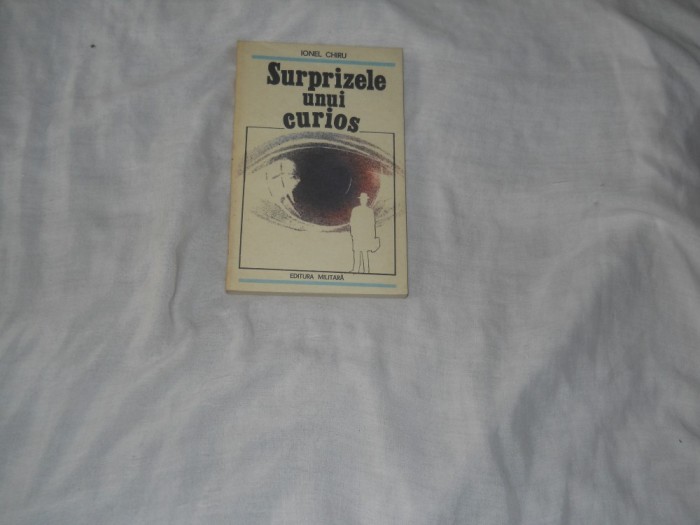 IONEL CHIRU
Surprizele
unui
curios
EDITURA MILITARĂ